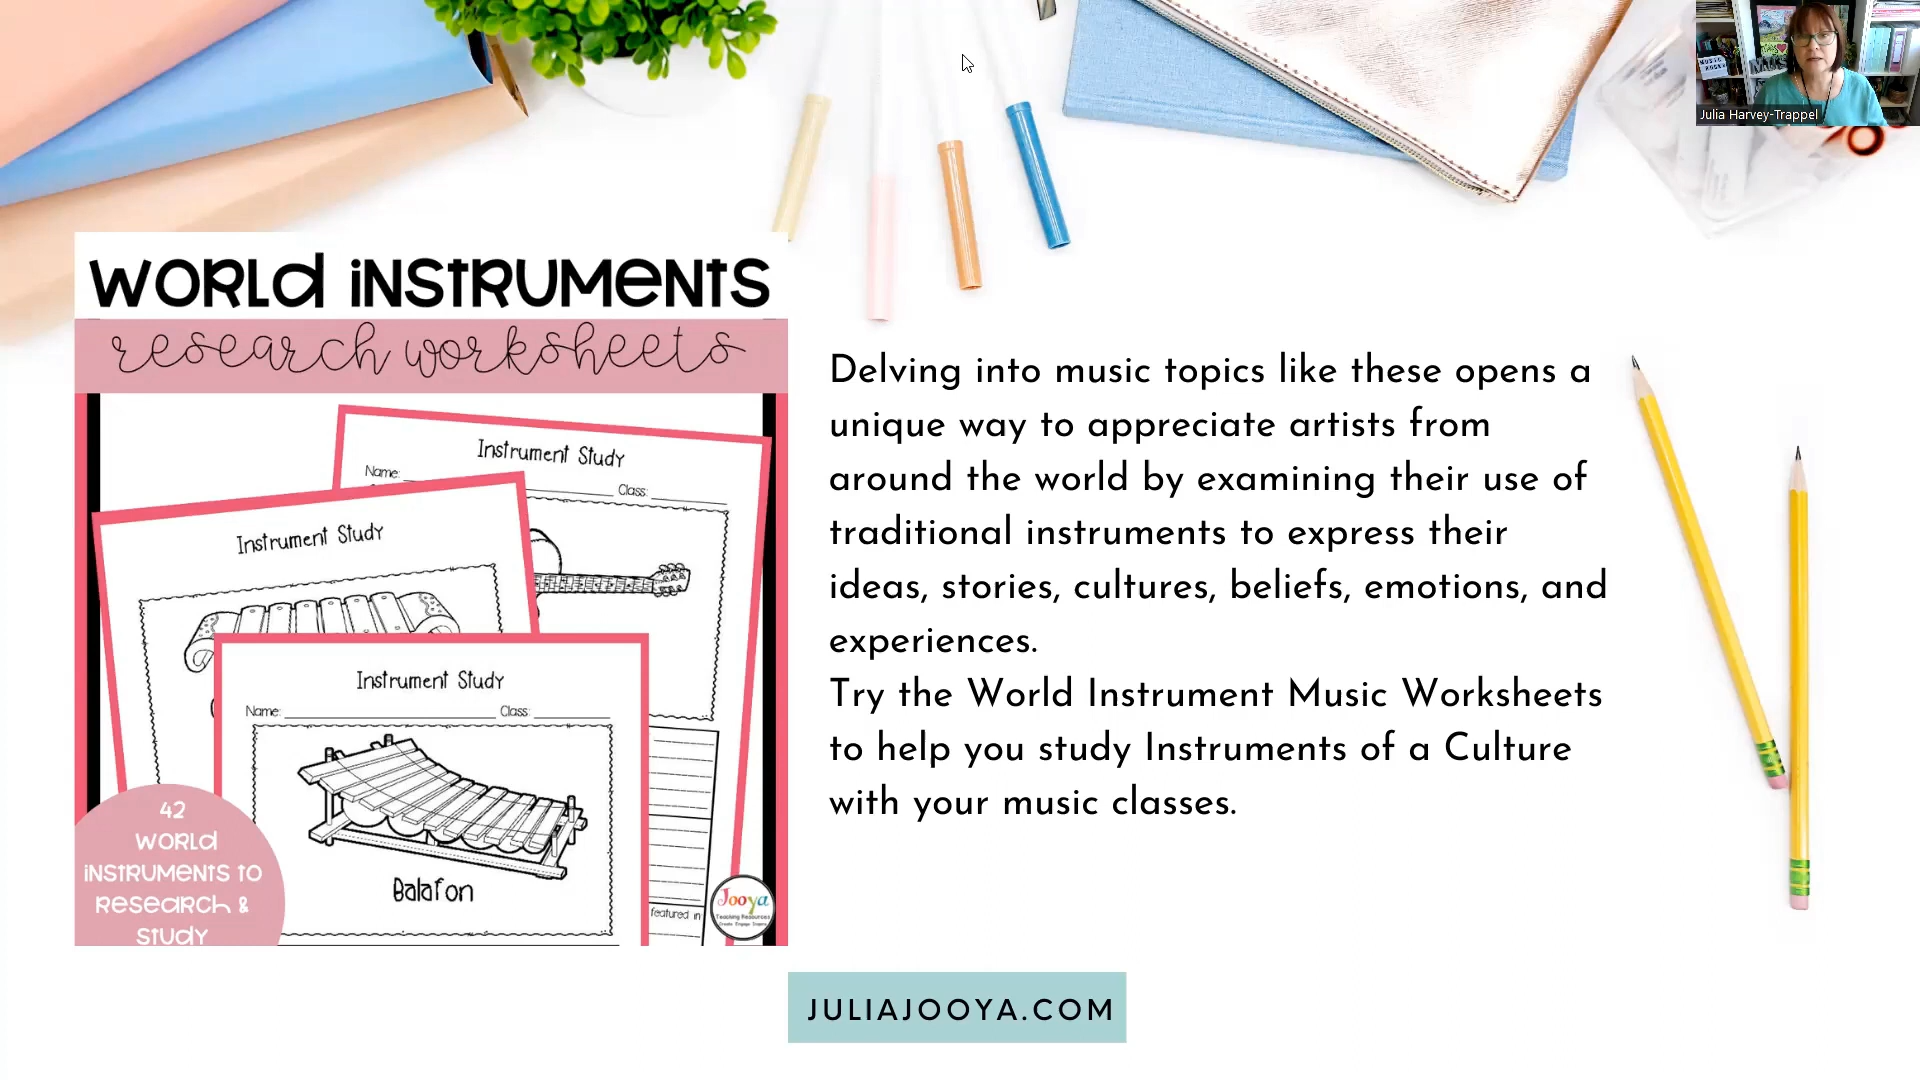 Julia Harvey-Trappel
WORLD INSTRUMENTS
research worksheets
Instrument Study
Name:
Class:
Instrument Study
Instrument Study
Name:
Class:
Balafon
featured in
42
WORLD
INSTRUMENTS TO
RESEARCH &
STUDY
Jooya
Teaching Resources
Delving into music topics like these opens a
unique way to appreciate artists from
around the world by examining their use of
traditional instruments to express their
ideas, stories, cultures, beliefs, emotions, and
experiences.
Try the World Instrument Music Worksheets
to help you study Instruments of a Culture
with your music classes.
JULIAJOOYA.COM